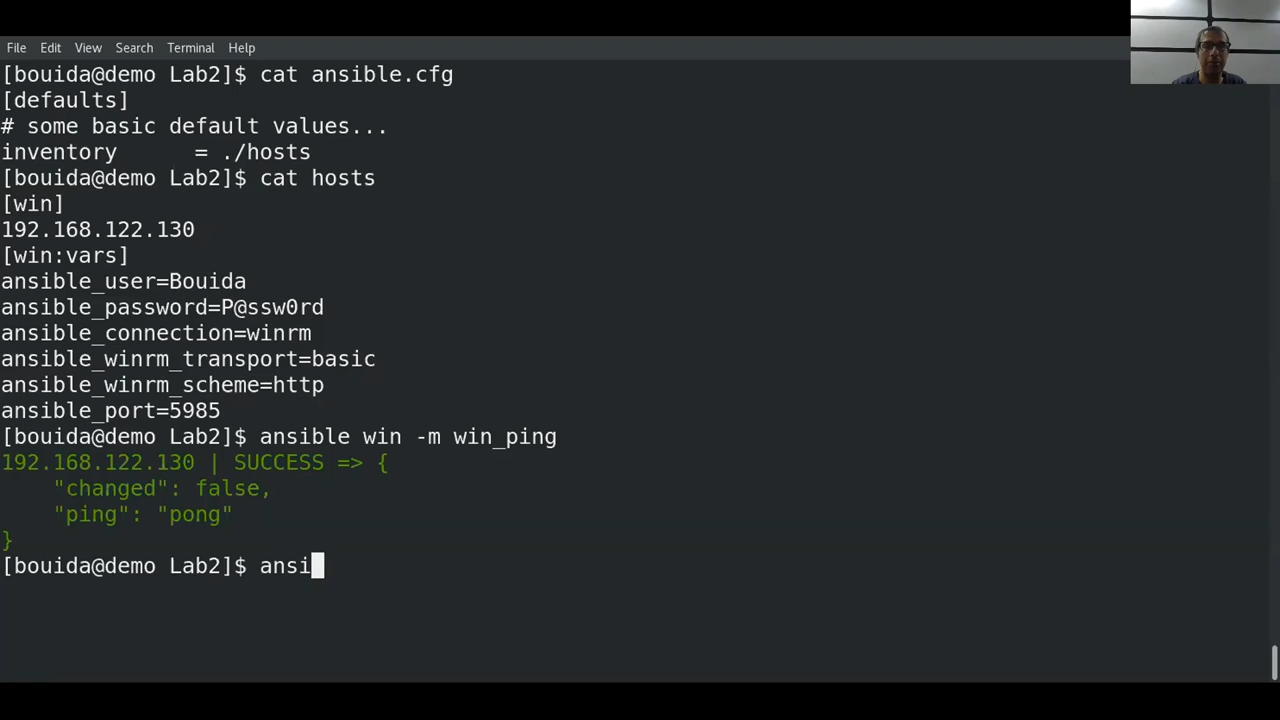 File Edit View Search Terminal Help
[bouida@demo Lab2]$ cat ansible.cfg
[defaults]
# some basic default values...
inventory      = ./hosts
[bouida@demo Lab2]$ cat hosts
[win]
192.168.122.130
[win:vars]
ansible_user=Bouida
ansible_password=P@ssw0rd
ansible_connection=winrm
ansible_winrm_transport=basic
ansible_winrm_scheme=http
ansible_port=5985
[bouida@demo Lab2]$ ansible win -m win_ping
192.168.122.130 | SUCCESS => {
    "changed": false,
    "ping": "pong"
}
[bouida@demo Lab2]$ ansi